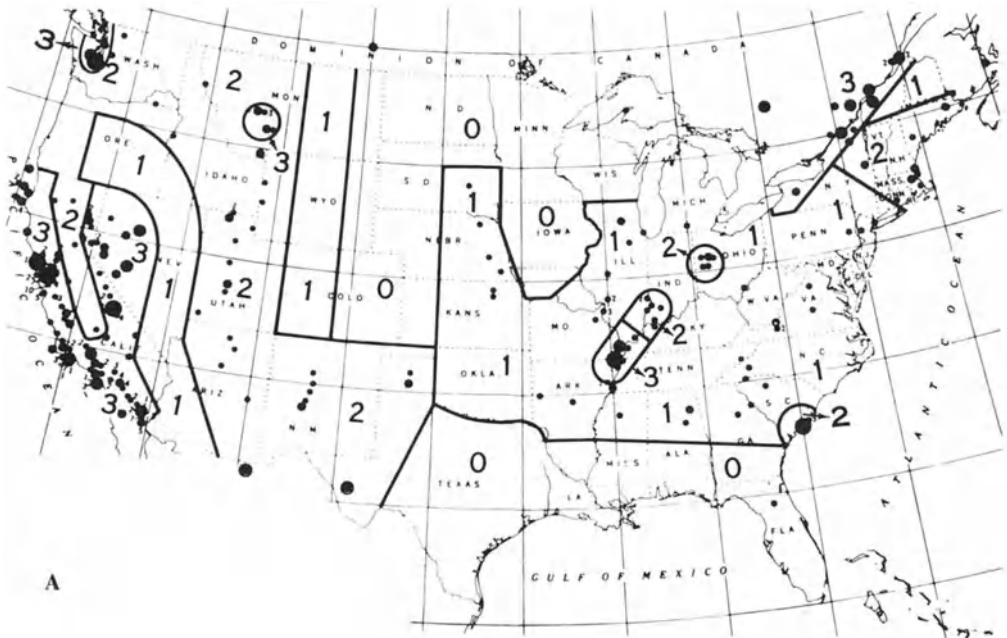 DOMINION OF CANADA
3
2
WASH
2
MON
3
1
N. D.
0
MINN
3
1
VT.
2
N.H.
MASS
ORE.
1
IDAHO
WYO
S. D.
1
WIS
MICH
N Y
1
PENN
2
3
NEBR
0
IOWA
1
ILL
2
OHIO
1
MD
N.J.
3
NEV
1
UTAH
2
1
COLO
0
KANS
MO
IND
2
KY
W VA
VA
CALIF
ARIZ
1
3
N M
2
OKLA
1
ARK
3
TENN
N C
1
S C
2
1
GA
TEXAS
0
MISS
ALA
0
LA
FLA
GULF OF MEXICO
PACIFIC OCEAN
ATLANTIC OCEAN
A